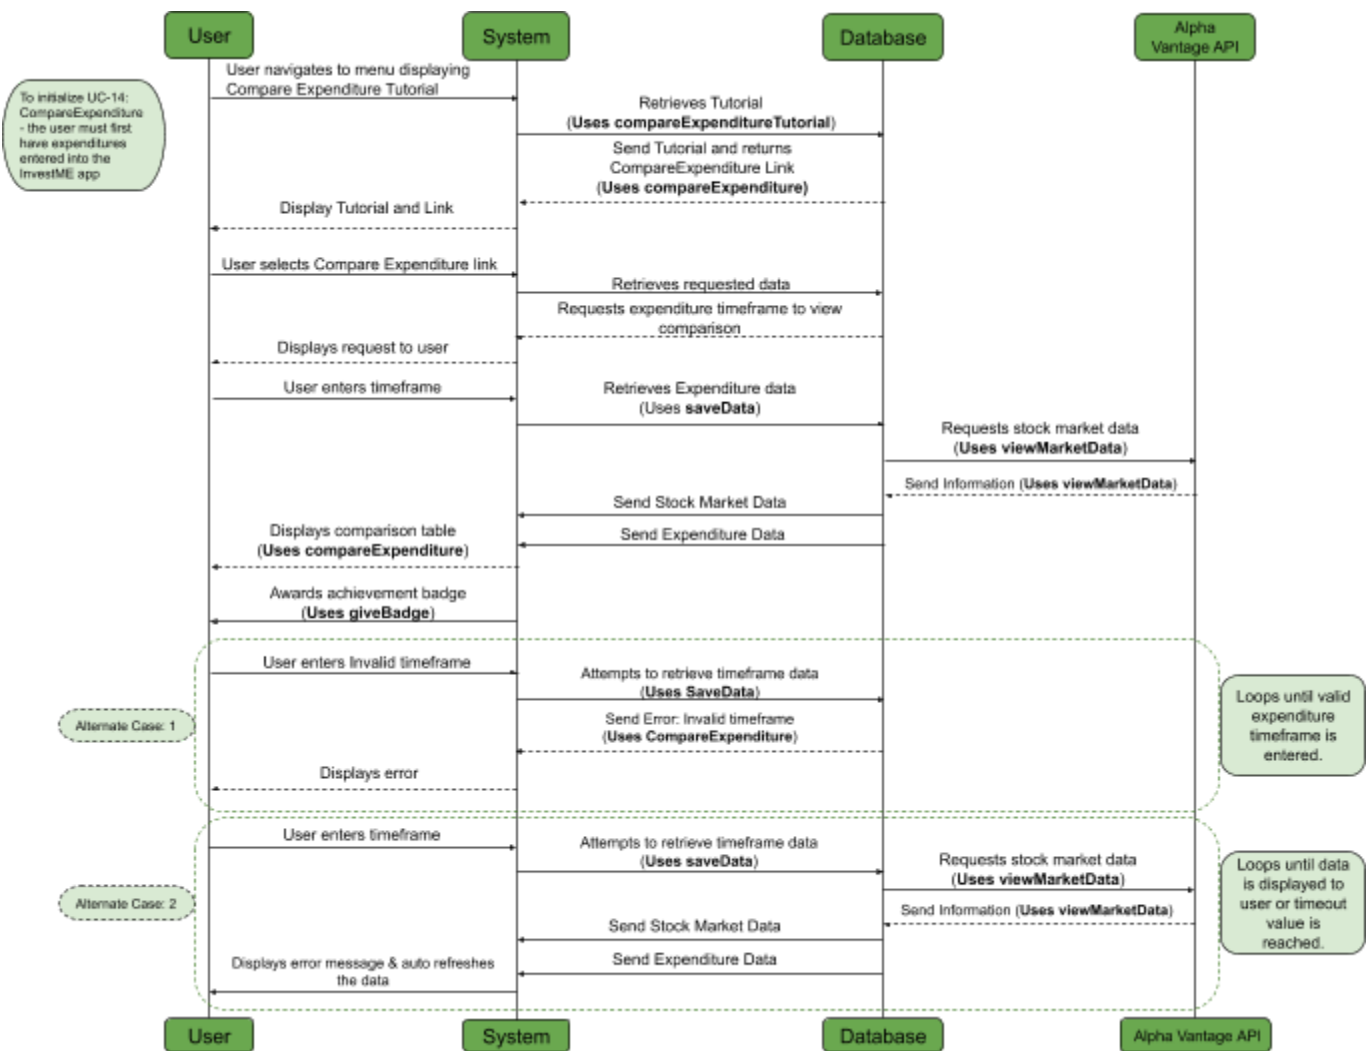 User
System
Database
Alpha
Vantage API
User navigates to menu displaying
Compare Expenditure Tutorial
To initialize UC-14:
CompareExpenditure
- the user must first
have expenditures
entered into the
InvestME app
Retrieves Tutorial
(Uses compareExpenditureTutorial)
Send Tutorial and returns
CompareExpenditure Link
(Uses compareExpenditure)
Display Tutorial and Link
User selects Compare Expenditure link
Retrieves requested data
Requests expenditure timeframe to view
comparison
Displays request to user
User enters timeframe
Retrieves Expenditure data
(Uses saveData)
Requests stock market data
(Uses viewMarketData)
Send Information (Uses viewMarketData)
Send Stock Market Data
Send Expenditure Data
Displays comparison table
(Uses compareExpenditure)
Awards achievement badge
(Uses giveBadge)
User enters Invalid timeframe
Attempts to retrieve timeframe data
(Uses SaveData)
Send Error: Invalid timeframe
(Uses CompareExpenditure)
Displays error
Alternate Case: 1
Loops until valid
expenditure
timeframe is
entered.
User enters timeframe
Attempts to retrieve timeframe data
(Uses saveData)
Requests stock market data
(Uses viewMarketData)
Send Information (Uses viewMarketData)
Send Stock Market Data
Send Expenditure Data
Displays error message & auto refreshes
the data
Alternate Case: 2
Loops until data
is displayed to
user or timeout
value is
reached.
User
System
Database
Alpha Vantage API